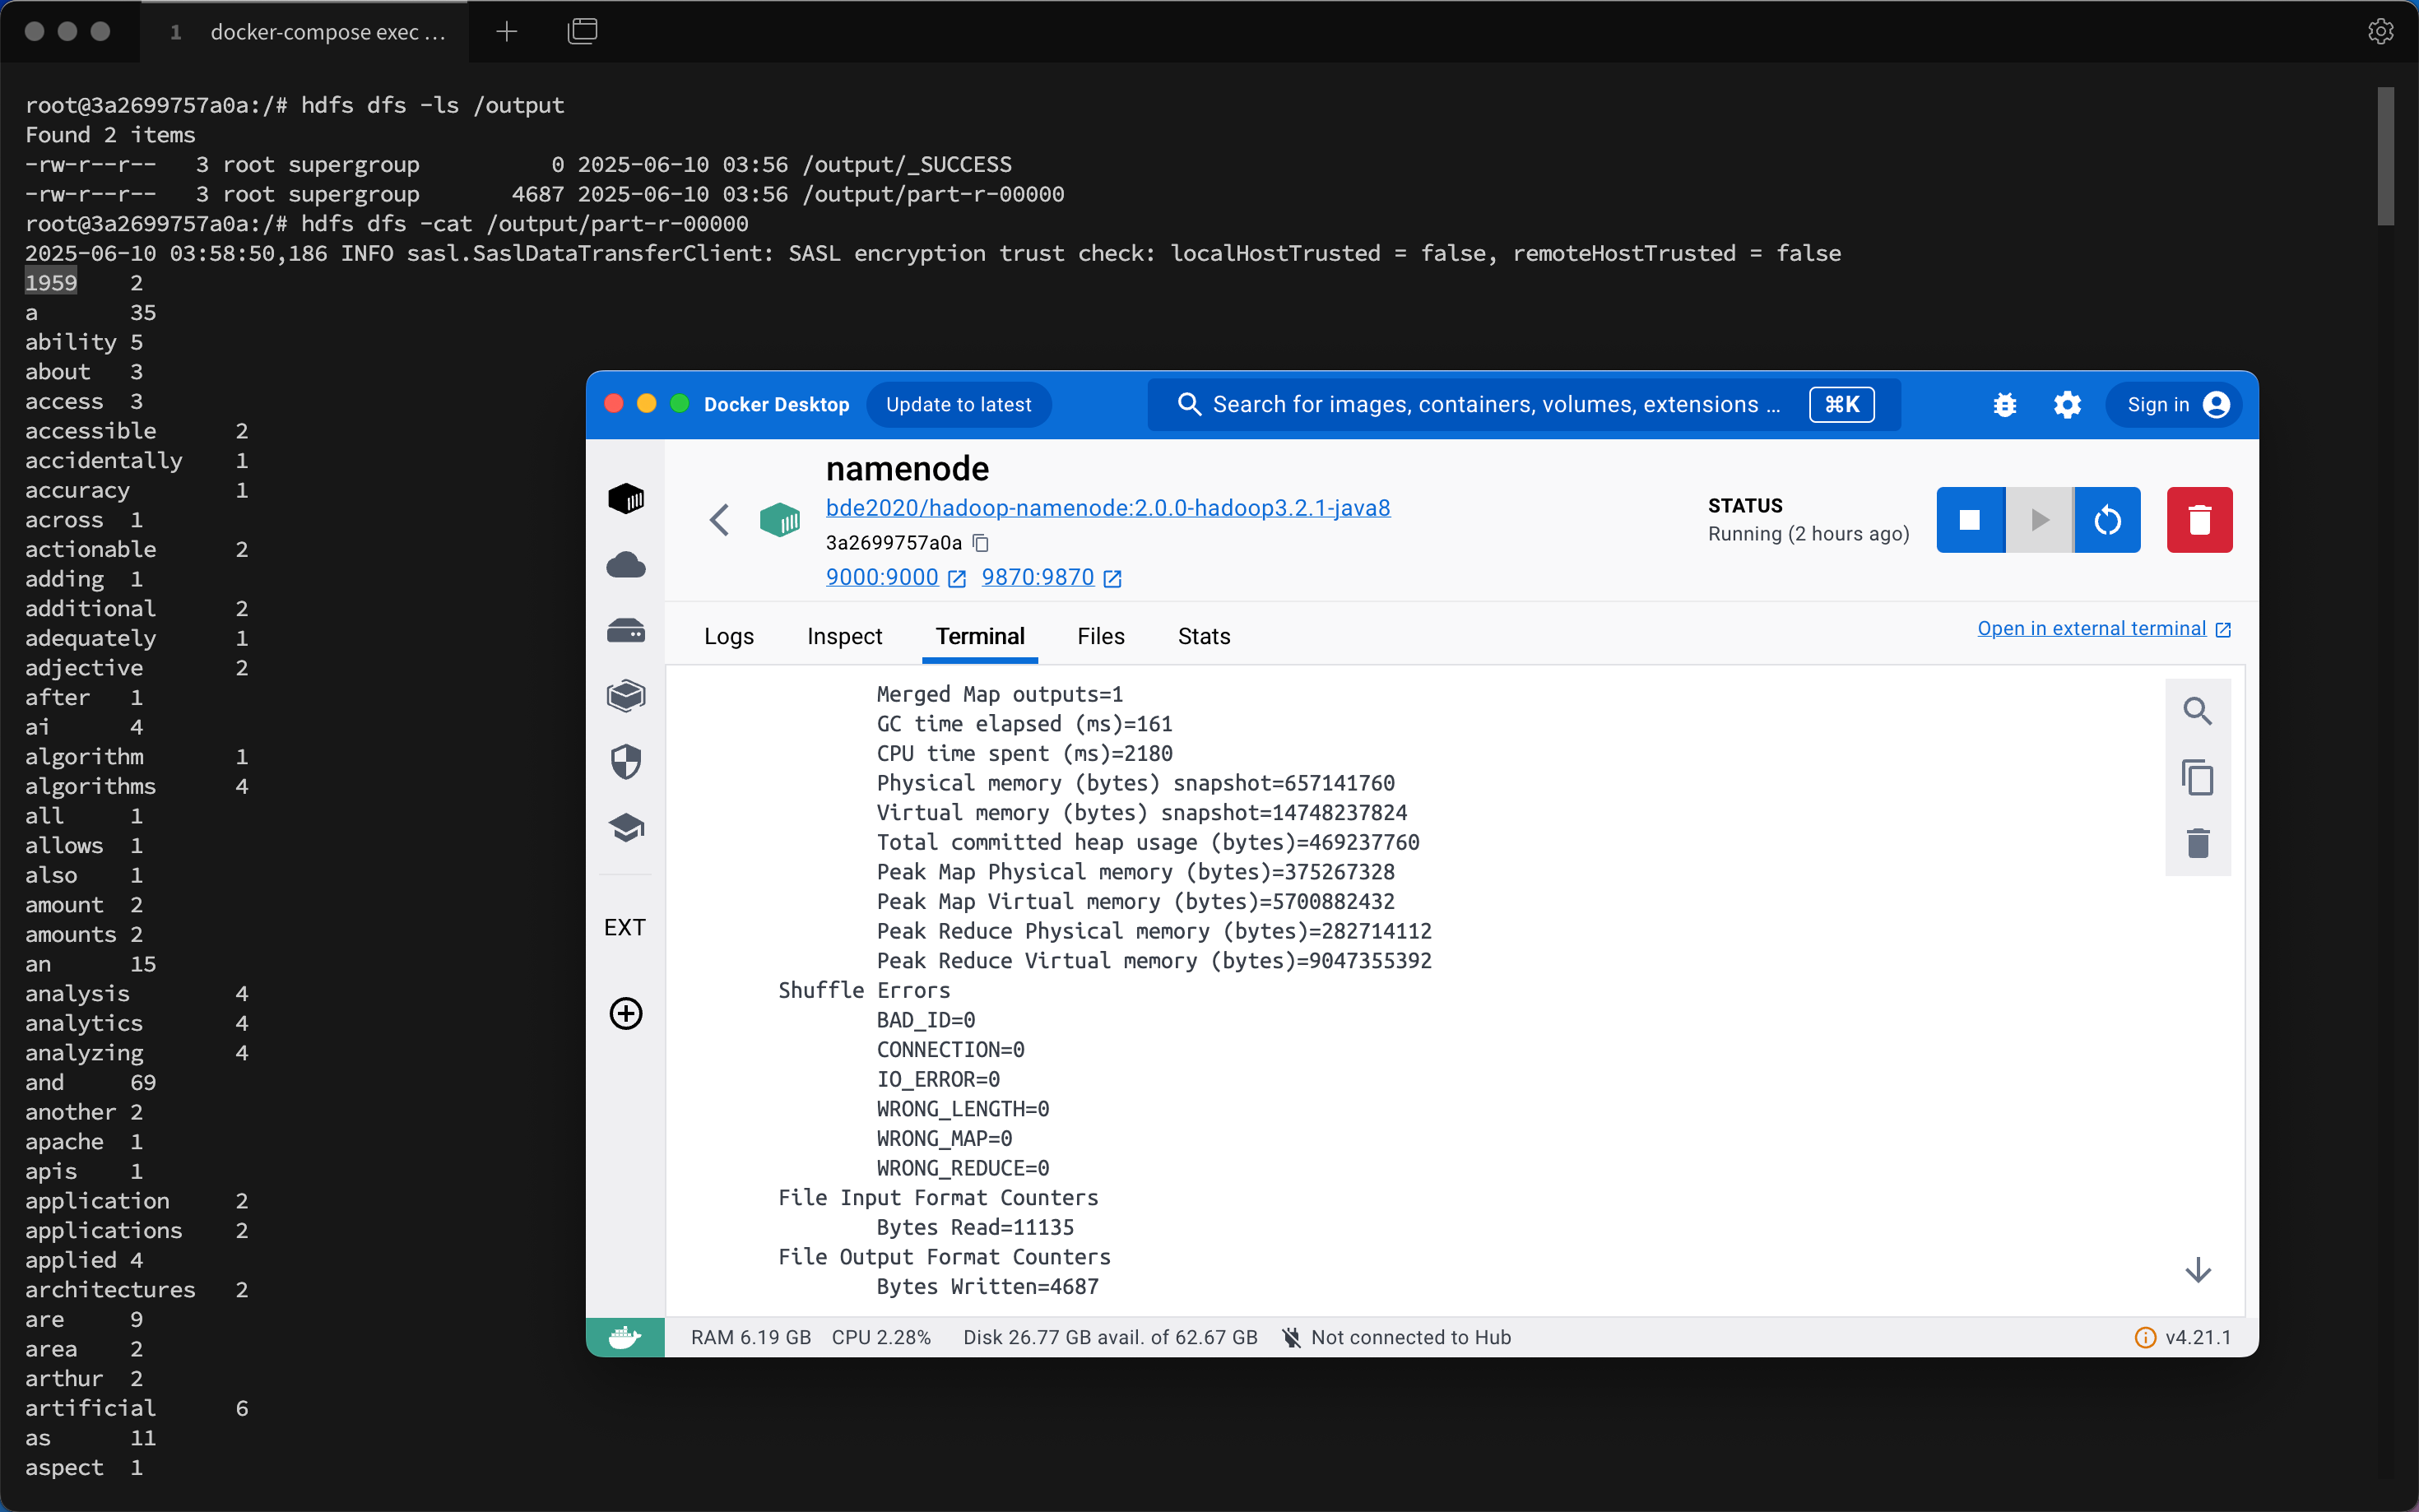 1 docker-compose exec ...
root@3a2699757a0a:/# hdfs dfs -ls /output
Found 2 items
-rw-r--r--   3 root supergroup          0 2025-06-10 03:56 /output/_SUCCESS
-rw-r--r--   3 root supergroup       4687 2025-06-10 03:56 /output/part-r-00000
root@3a2699757a0a:/# hdfs dfs -cat /output/part-r-00000
2025-06-10 03:58:50,186 INFO sasl.SaslDataTransferClient: SASL encryption trust check: localHostTrusted = false, remoteHostTrusted = false
1959	2
a	35
ability	5
about	3
access	3
accessible	2
accidentally	1
accuracy	1
across	1
actionable	2
adding	1
additional	2
adequately	1
adjective	2
after	1
ai	4
algorithm	1
algorithms	4
all	1
allows	1
also	1
amount	2
amounts	2
an	15
analysis	4
analytics	4
analyzing	4
and	69
another	2
apache	1
apis	1
application	2
applications	2
applied	4
architectures	2
are	9
area	2
arthur	2
artificial	6
as	11
aspect	1
Docker Desktop Update to latest Search for images, containers, volumes, extensions ... ⌘K Sign in
namenode
bde2020/hadoop-namenode:2.0.0-hadoop3.2.1-java8
3a2699757a0a
9000:9000 9870:9870
STATUS
Running (2 hours ago)
Logs Inspect Terminal Files Stats
Open in external terminal
EXT
Merged Map outputs=1
GC time elapsed (ms)=161
CPU time spent (ms)=2180
Physical memory (bytes) snapshot=657141760
Virtual memory (bytes) snapshot=14748237824
Total committed heap usage (bytes)=469237760
Peak Map Physical memory (bytes)=375267328
Peak Map Virtual memory (bytes)=5700882432
Peak Reduce Physical memory (bytes)=282714112
Peak Reduce Virtual memory (bytes)=9047355392
Shuffle Errors
BAD_ID=0
CONNECTION=0
IO_ERROR=0
WRONG_LENGTH=0
WRONG_MAP=0
WRONG_REDUCE=0
File Input Format Counters
Bytes Read=11135
File Output Format Counters
Bytes Written=4687
RAM 6.19 GB CPU 2.28% Disk 26.77 GB avail. of 62.67 GB Not connected to Hub v4.21.1